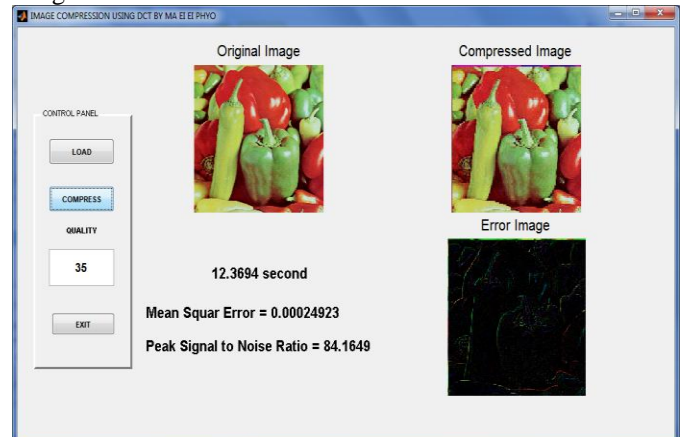 IMAGE COMPRESSION USING DCT BY MA EI EI PHYO
Original Image
Compressed Image
CONTROL PANEL
LOAD
COMPRESS
QUALITY
35
EXIT
Error Image
12.3694 second
Mean Squar Error = 0.00024923
Peak Signal to Noise Ratio = 84.1649